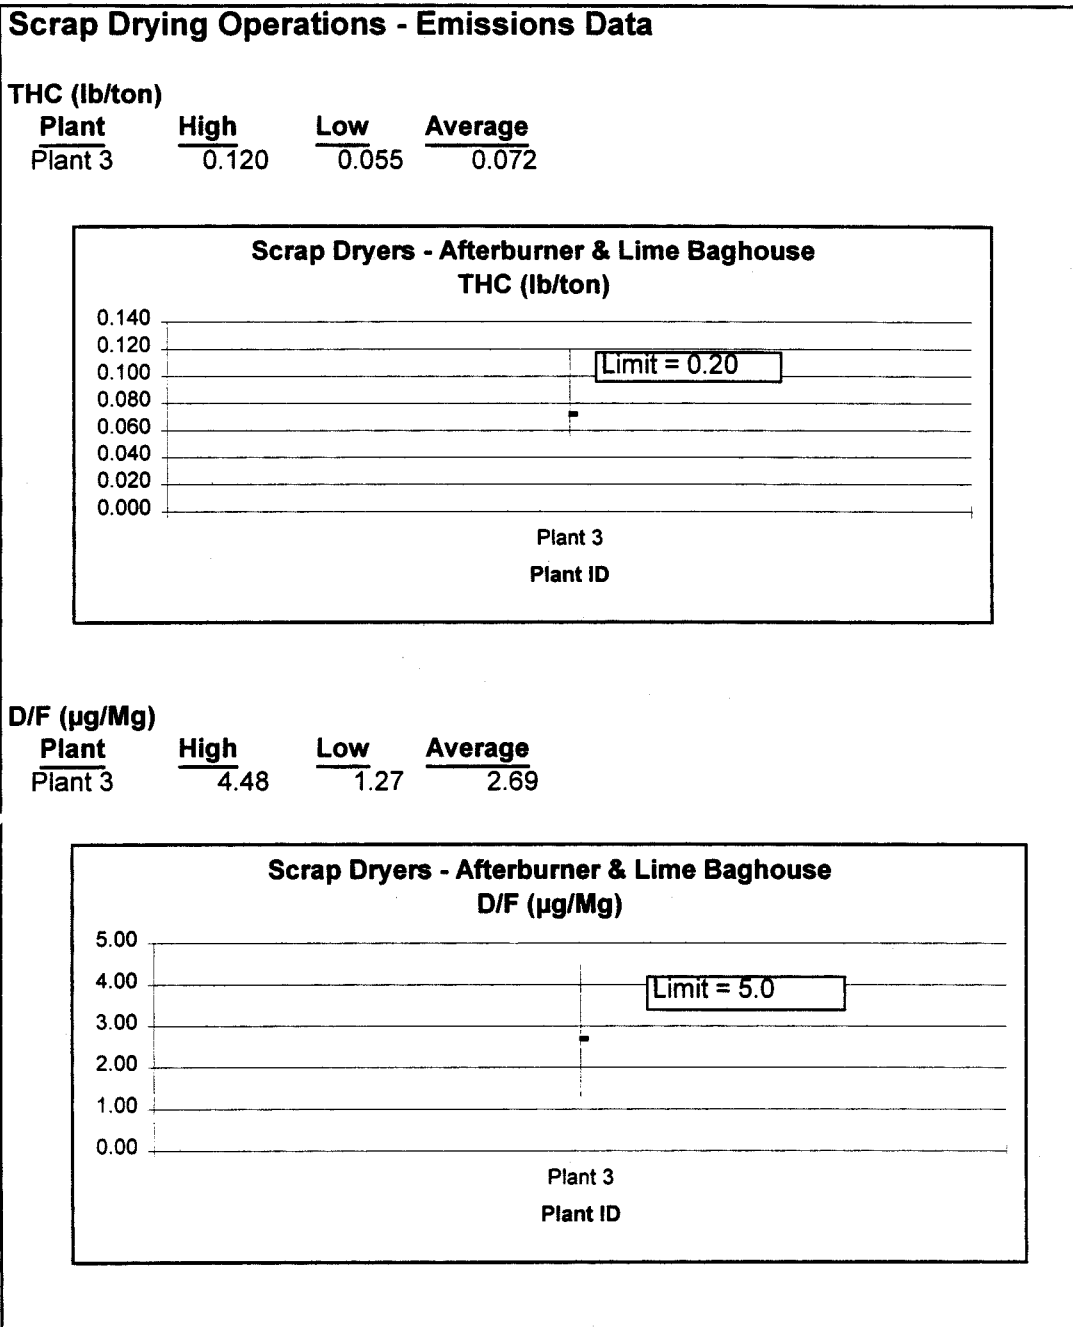 Scrap Drying Operations - Emissions Data
THC (lb/ton)
Plant High Low Average
Plant 3 0.120 0.055 0.072
Scrap Dryers - Afterburner & Lime Baghouse
THC (lb/ton)
0.140
0.120
Limit = 0.20
0.100
0.080
0.060
0.040
0.020
0.000
Plant 3
Plant ID
D/F (µg/Mg)
Plant High Low Average
Plant 3 4.48 1.27 2.69
Scrap Dryers - Afterburner & Lime Baghouse
D/F (µg/Mg)
5.00
4.00
Limit = 5.0
3.00
2.00
1.00
0.00
Plant 3
Plant ID